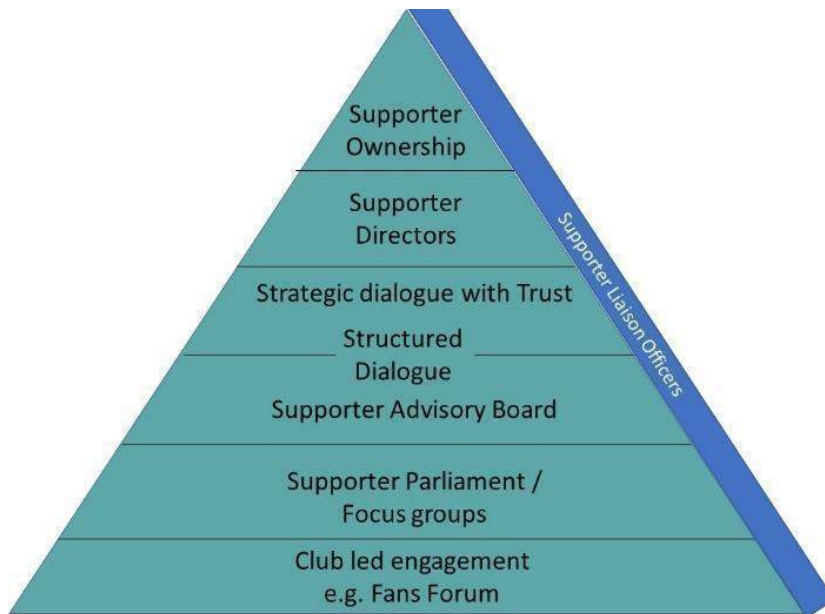 Supporter
Ownership
Supporter
Directors
Strategic dialogue with Trust
Structured
Dialogue
Supporter Advisory Board
Supporter Parliament /
Focus groups
Club led engagement
e.g. Fans Forum
Supporter Liaison Officers